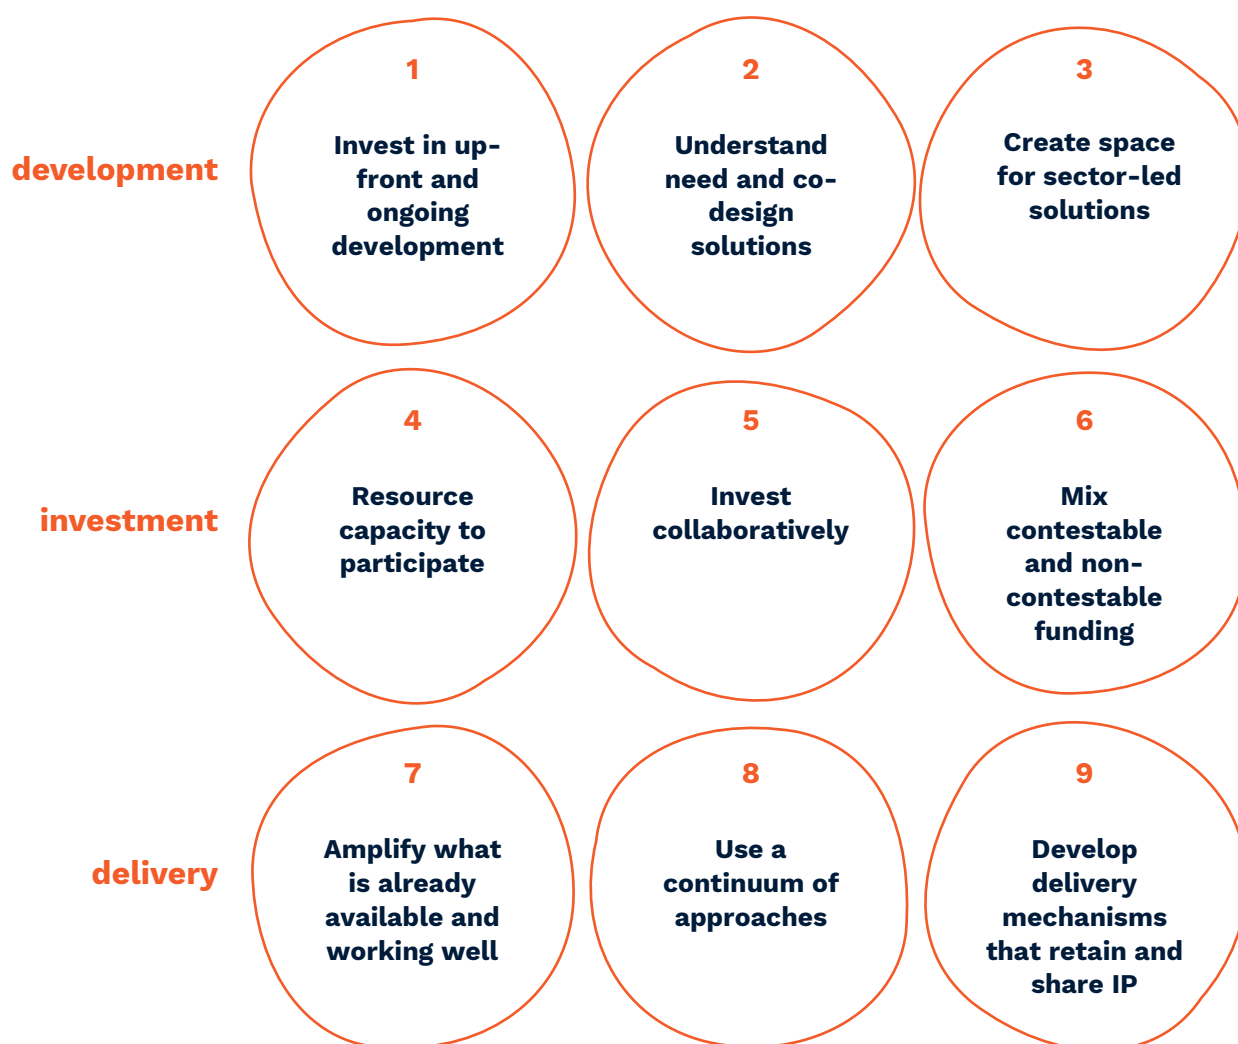 development
1
Invest in up-
front and
ongoing
development
2
Understand
need and co-
design
solutions
3
Create space
for sector-led
solutions
investment
4
Resource
capacity to
participate
5
Invest
collaboratively
6
Mix
contestable
and non-
contestable
funding
delivery
7
Amplify what
is already
available and
working well
8
Use a
continuum of
approaches
9
Develop
delivery
mechanisms
that retain and
share IP